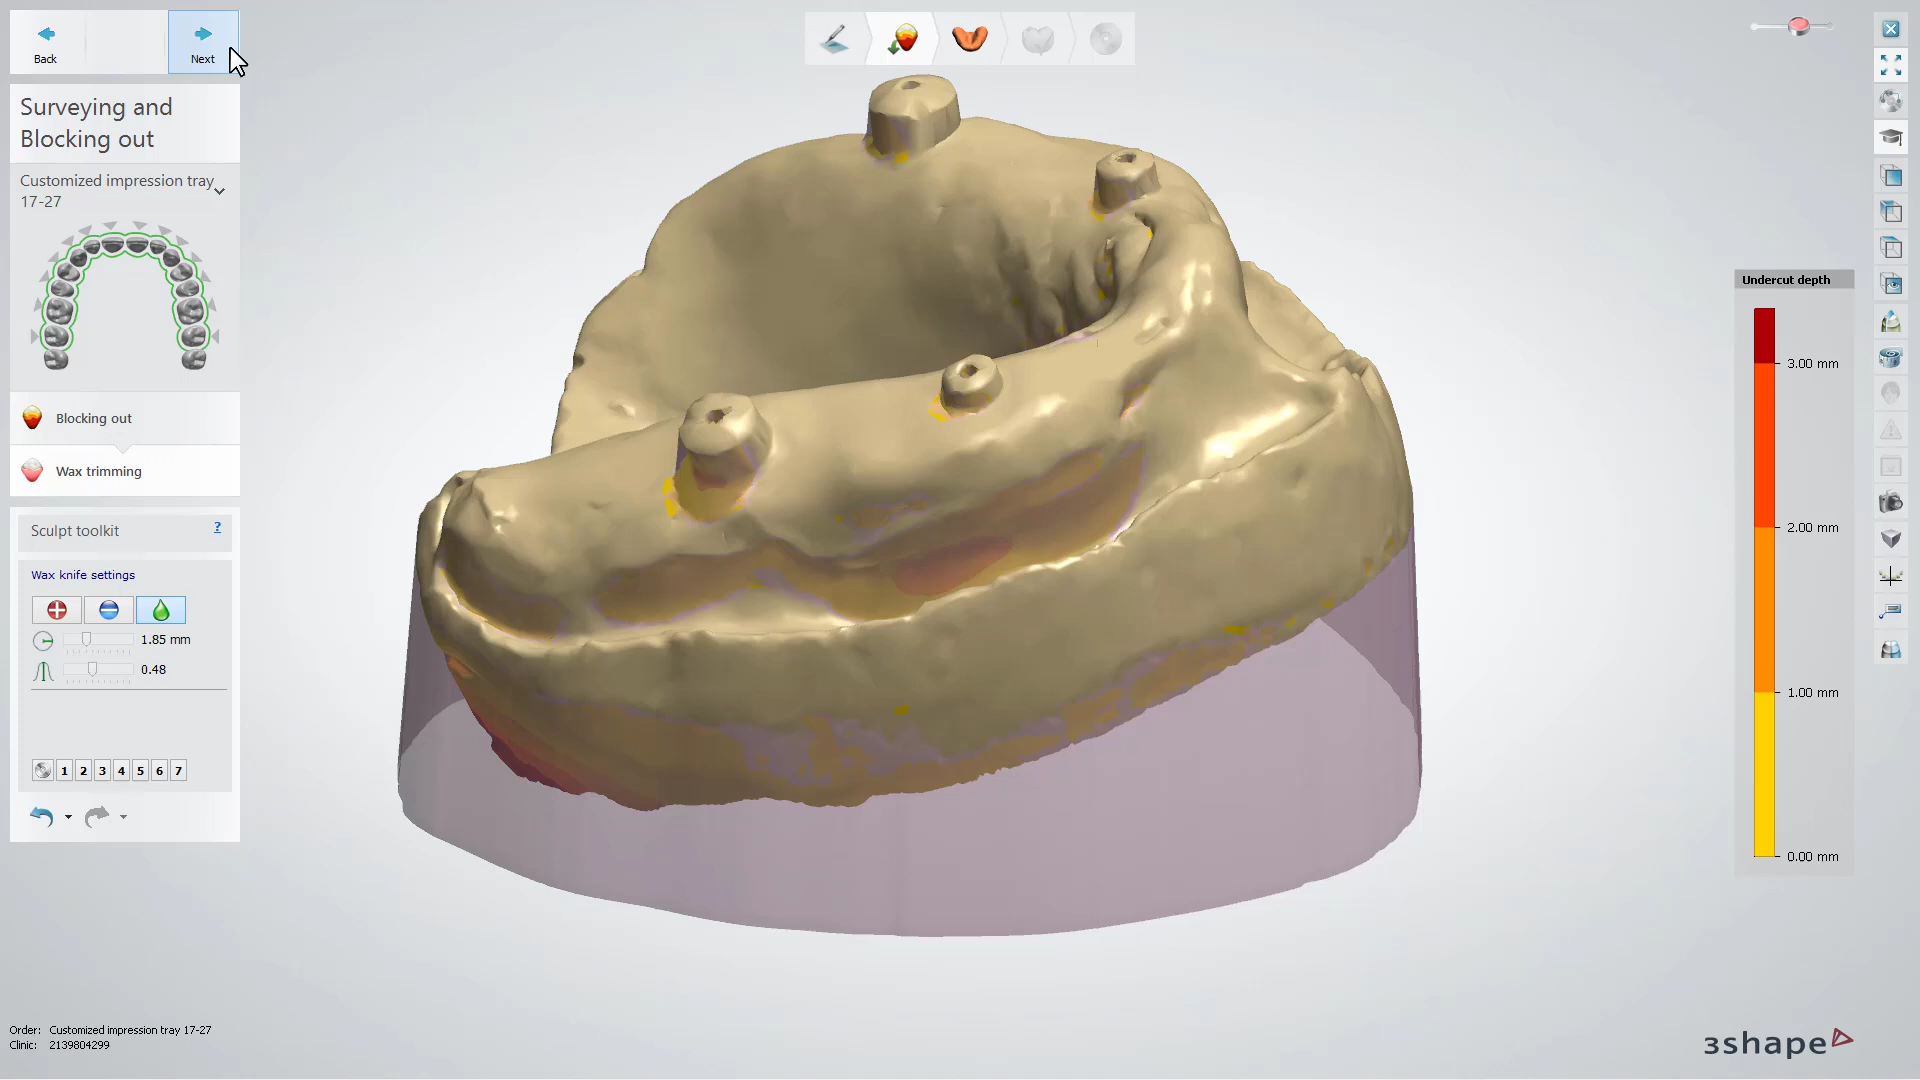 Back
Next
Surveying and
Blocking out
Customized impression tray
17-27
Blocking out
Wax trimming
Sculpt toolkit
?
Wax knife settings
1.85 mm
0.48
1 2 3 4 5 6 7
Undercut depth
3.00 mm
2.00 mm
1.00 mm
0.00 mm
Order: Customized impression tray 17-27
Clinic: 2139804299
3shape